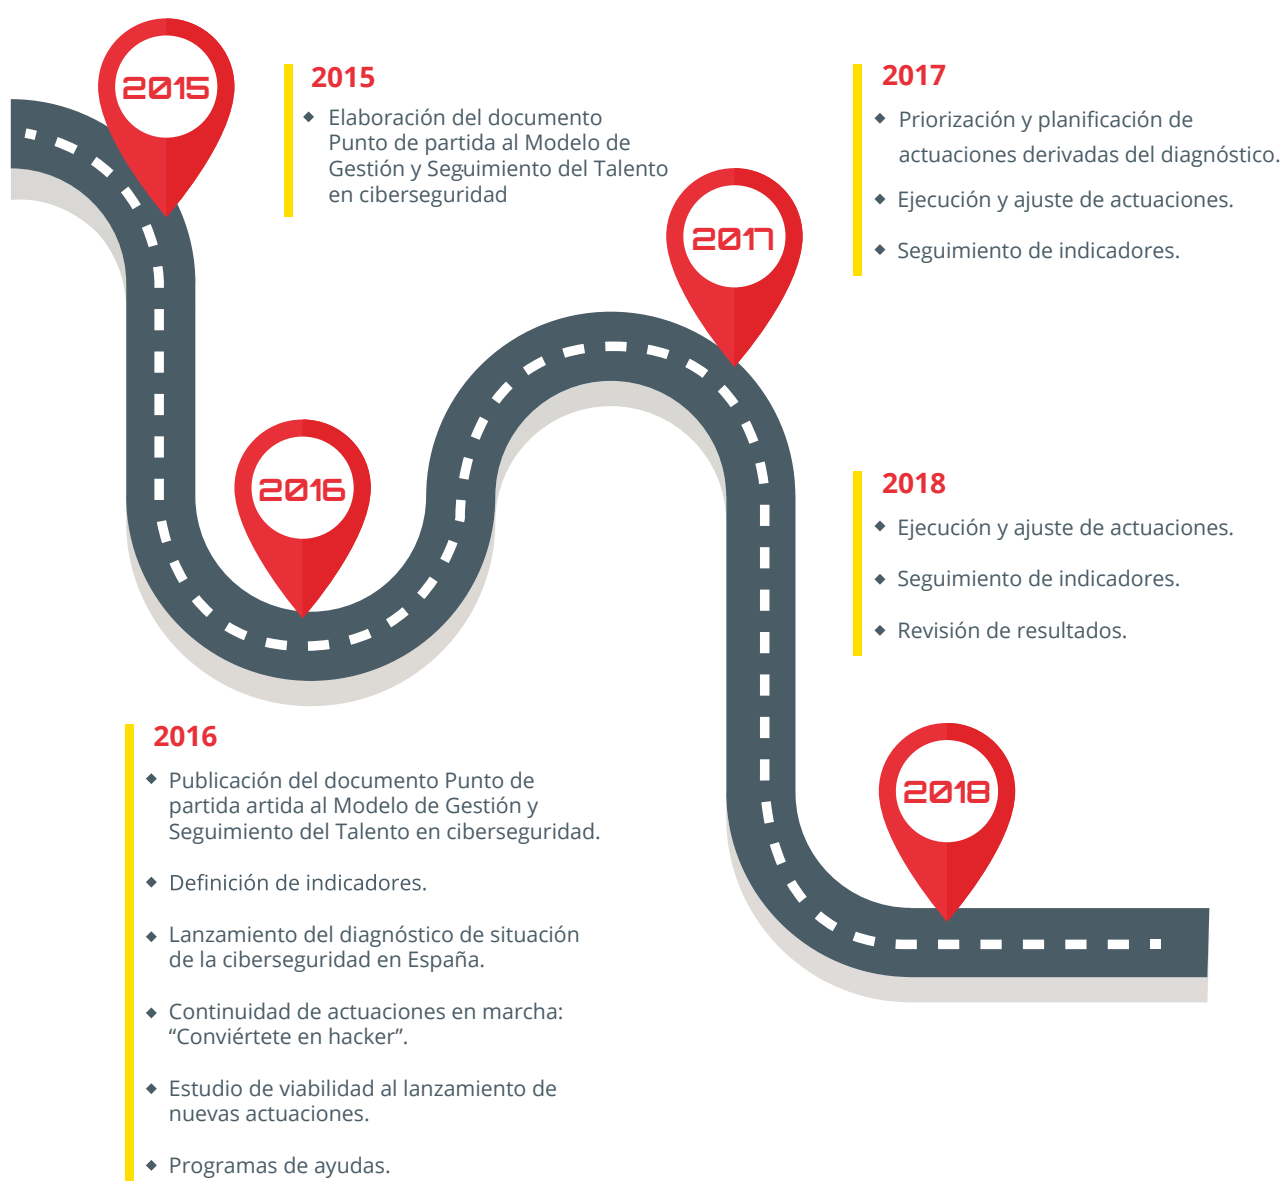 2015
2015
Elaboración del documento
Punto de partida al Modelo de
Gestión y Seguimiento del Talento
en ciberseguridad
2017
2017
Priorización y planificación de
actuaciones derivadas del diagnóstico.
Ejecución y ajuste de actuaciones.
Seguimiento de indicadores.
2016
2018
Ejecución y ajuste de actuaciones.
Seguimiento de indicadores.
Revisión de resultados.
2016
Publicación del documento Punto de
partida artida al Modelo de Gestión y
Seguimiento del Talento en ciberseguridad.
Definición de indicadores.
Lanzamiento del diagnóstico de situación
de la ciberseguridad en España.
Continuidad de actuaciones en marcha:
“Conviértete en hacker”.
Estudio de viabilidad al lanzamiento de
nuevas actuaciones.
Programas de ayudas.
2018